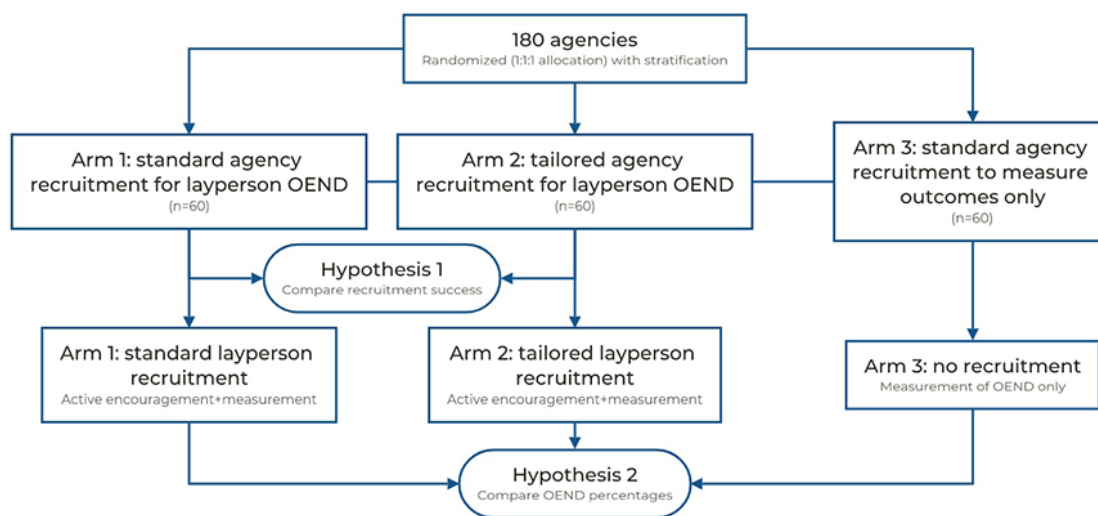 180 agencies
Randomized (1:1:1 allocation) with stratification
Arm 1: standard agency
recruitment for layperson OEND
(n=60)
Arm 2: tailored agency
recruitment for layperson OEND
(n=60)
Arm 3: standard agency
recruitment to measure
outcomes only
(n=60)
Hypothesis 1
Compare recruitment success
Arm 1: standard layperson
recruitment
Active encouragement+measurement
Arm 2: tailored layperson
recruitment
Active encouragement+measurement
Arm 3: no recruitment
Measurement of OEND only
Hypothesis 2
Compare OEND percentages